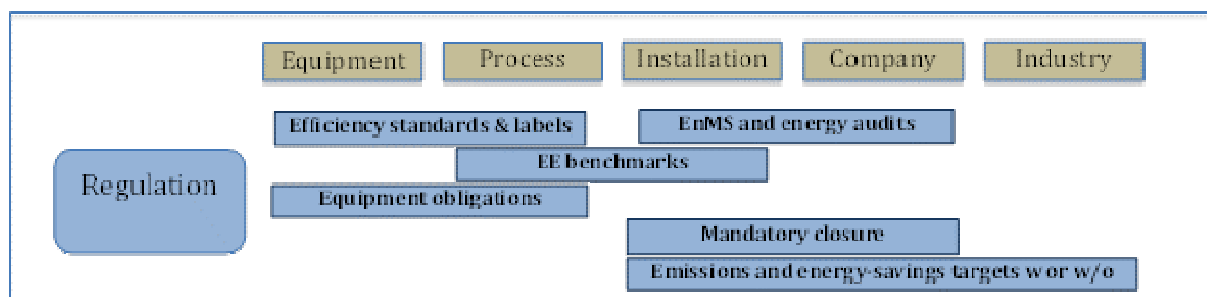 Equipment Process Installation Company Industry
Efficiency standards & labels EnMS and energy audits
EE benchmarks
Regulation
Equipment obligations
Mandatory closure
Emissions and energy-savings targets w or w/o